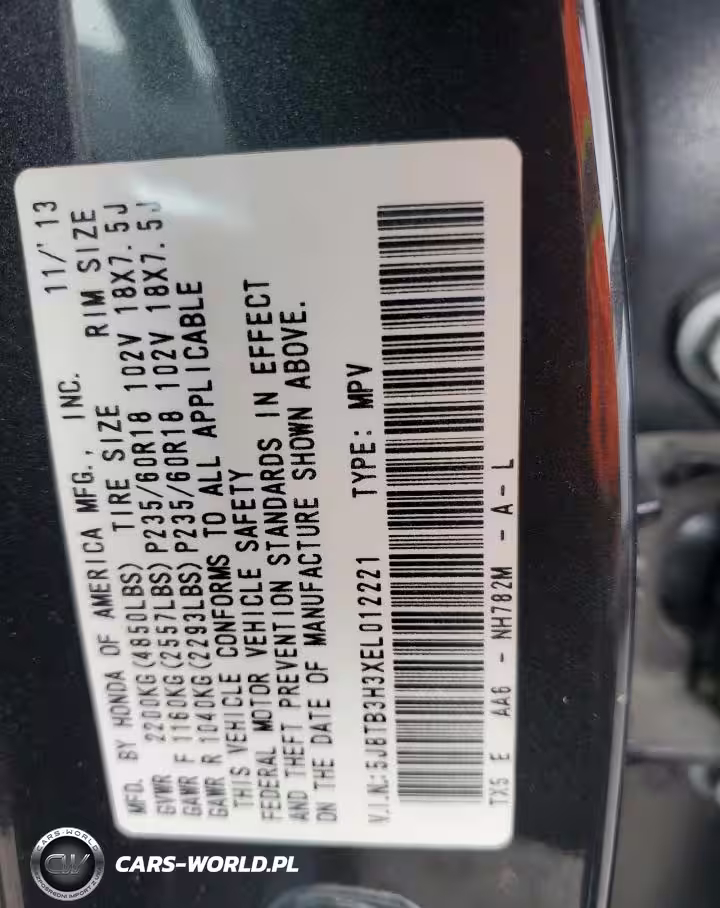 MFD. BY HONDA OF AMERICA MFG., INC. 11/'13
GVWR 2200KG(4850LBS) TIRE SIZE RIM SIZE
GAWR F 1160KG(2557LBS)P235/60R18 102V 18X7.5J
GAWR R 1040KG(2293LBS)P235/60R18 102V 18X7.5J
THIS VEHICLE CONFORMS TO ALL APPLICABLE
FEDERAL MOTOR VEHICLE SAFETY
AND THEFT PREVENTION STANDARDS IN EFFECT
ON THE DATE OF MANUFACTURE SHOWN ABOVE.
V.I.N.:5J8TB3H3XEL012221 TYPE: MPV
TX5 E AA6 - NH782M - A - L
CARS-WORLD
CW
CARS-WORLD.PL